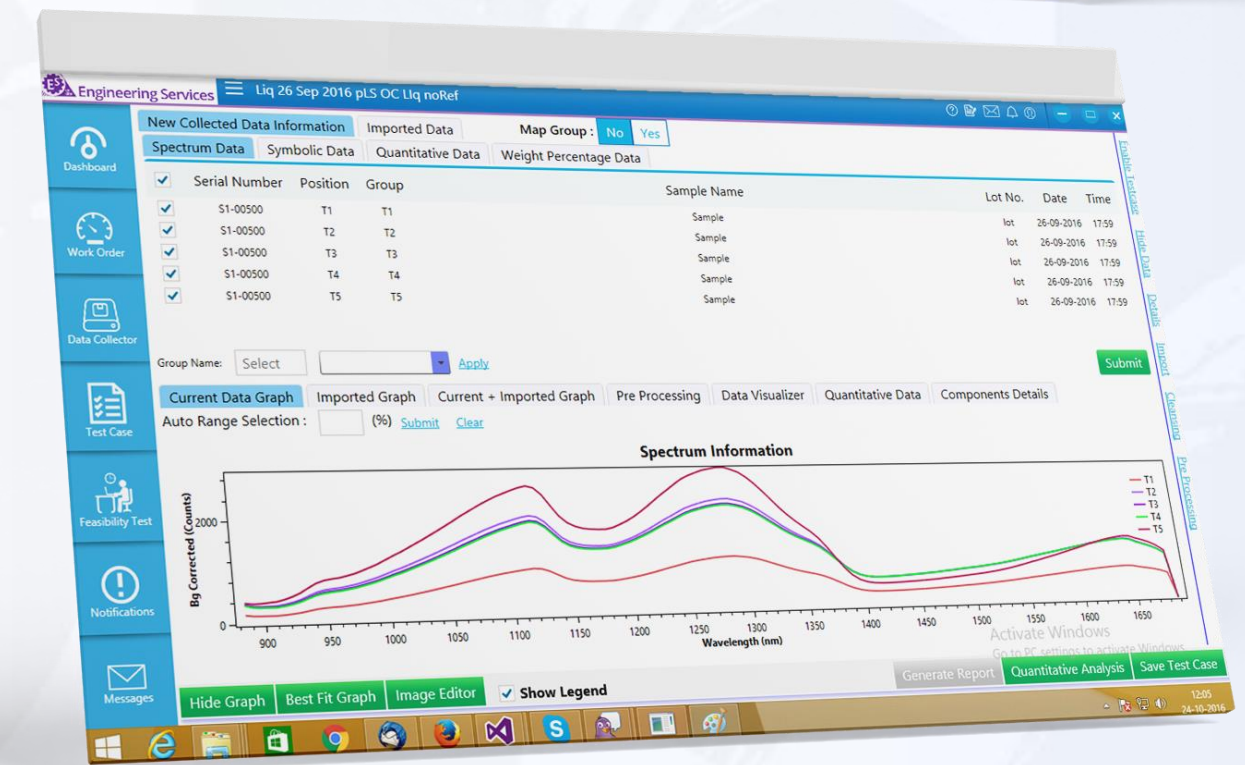 ESI Engineering Services Liq 26 Sep 2016 pLS OC LIq noRef
New Collected Data Information Imported Data Map Group : No Yes
Spectrum Data Symbolic Data Quantitative Data Weight Percentage Data
Serial Number Position Group Sample Name Lot No. Date Time
S1-00500 T1 T1 Sample lot 26-09-2016 17:59
S1-00500 T2 T2 Sample lot 26-09-2016 17:59
S1-00500 T3 T3 Sample lot 26-09-2016 17:59
S1-00500 T4 T4 Sample lot 26-09-2016 17:59
S1-00500 T5 T5 Sample lot 26-09-2016 17:59
Dashboard
Work Order
Data Collector
Test Case
Feasibility Test
Notifications
Messages
Enable Testcase
Hide Data
Details
Import
Cleansing
Pre Processing
Group Name: Select Apply Submit
Current Data Graph Imported Graph Current + Imported Graph Pre Processing Data Visualizer Quantitative Data Components Details
Auto Range Selection : (%) Submit Clear
Spectrum Information
Bg Corrected (Counts)
2000
0
T1
T2
T3
T4
T5
900 950 1000 1050 1100 1150 1200 1250 1300 1350 1400 1450 1500 1550 1600 1650
Wavelength (nm)
Activate Windows
Go to PC settings to activate Windows.
Hide Graph Best Fit Graph Image Editor Show Legend Generate Report Quantitative Analysis Save Test Case
12:05
24-10-2016